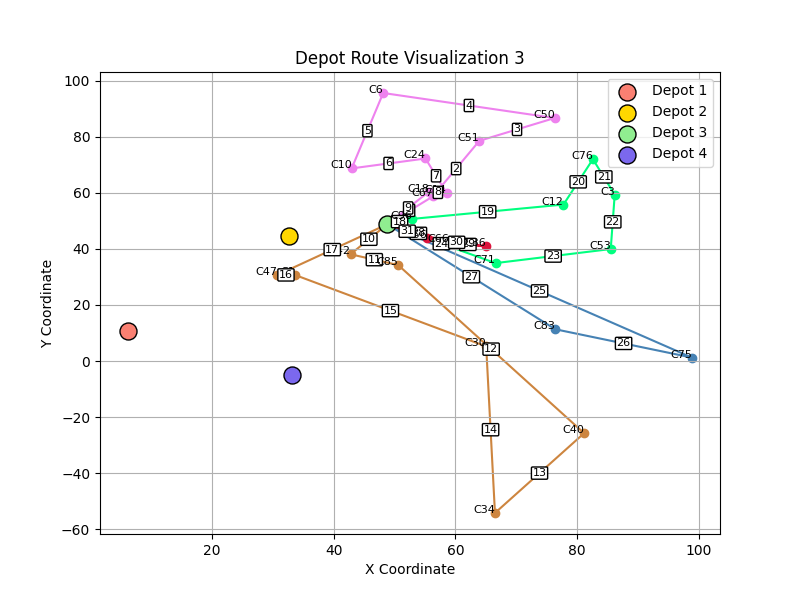 Depot Route Visualization 3
Depot 1
Depot 2
Depot 3
Depot 4
100
80
60
40
20
0
−20
−40
−60
Y Coordinate
20
40
60
80
100
X Coordinate
C6
4
C50
5
3
C51
2
C24
C76
C10
6
7
21
20
C18
8
C3
9
C12
19
18
22
31
10
30
C53
17
11
C85
C71
23
C47
16
27
25
15
C83
26
C75
C30
12
14
C40
13
C34